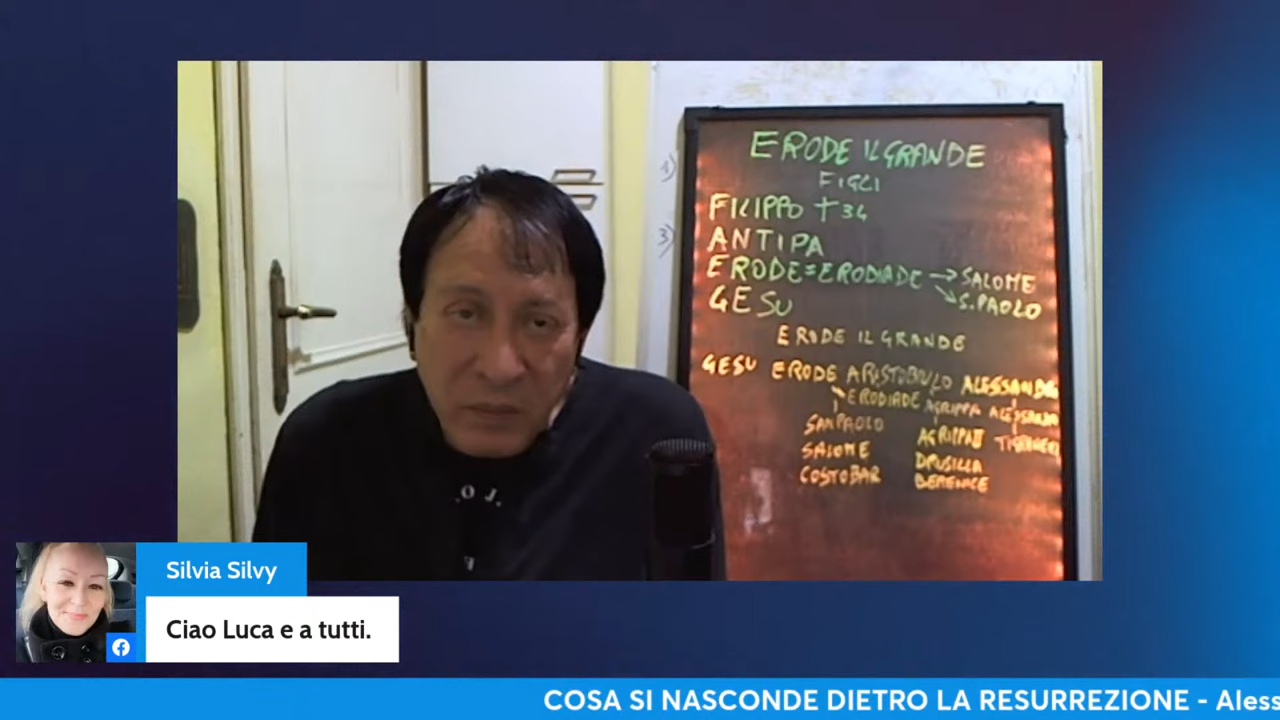 ERODE IL GRANDE
FIGLI
FILIPPO † 34
ANTIPA
ERODE = ERODIADE → SALOME
↘ S. PAOLO
GESU
ERODE IL GRANDE
GESU ERODE ARISTOBULO ALESSANDRO
ERODIADE AGRIPPA ALESSANDRO
SAN PAOLO AGRIPPA II
SALOME DRUSILLA
COSTOBAR BERENICE
1)
3)
.O J.
Silvia Silvy
Ciao Luca e a tutti.
COSA SI NASCONDE DIETRO LA RESURREZIONE - Aless